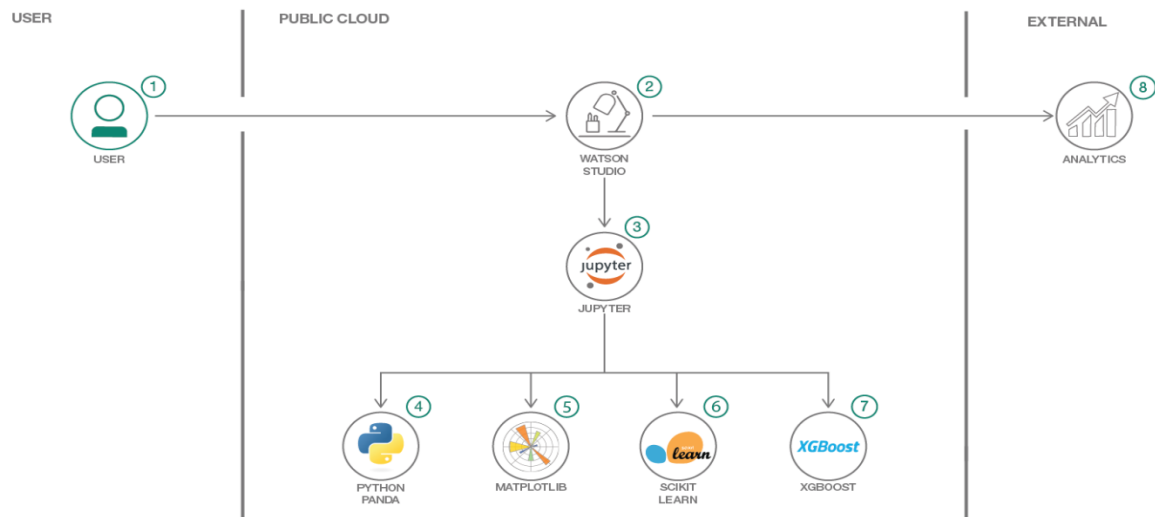 USER
PUBLIC CLOUD
EXTERNAL
1
2
8
USER
WATSON
STUDIO
ANALYTICS
3
jupyter
JUPYTER
4
5
6
7
learn
XGBoost
PYTHON
PANDA
MATPLOTLIB
SCIKIT
LEARN
XGBOOST